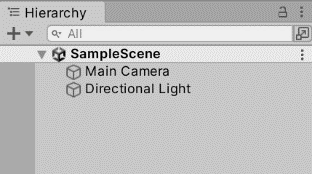 Hierarchy
All
SampleScene
Main Camera
Directional Light